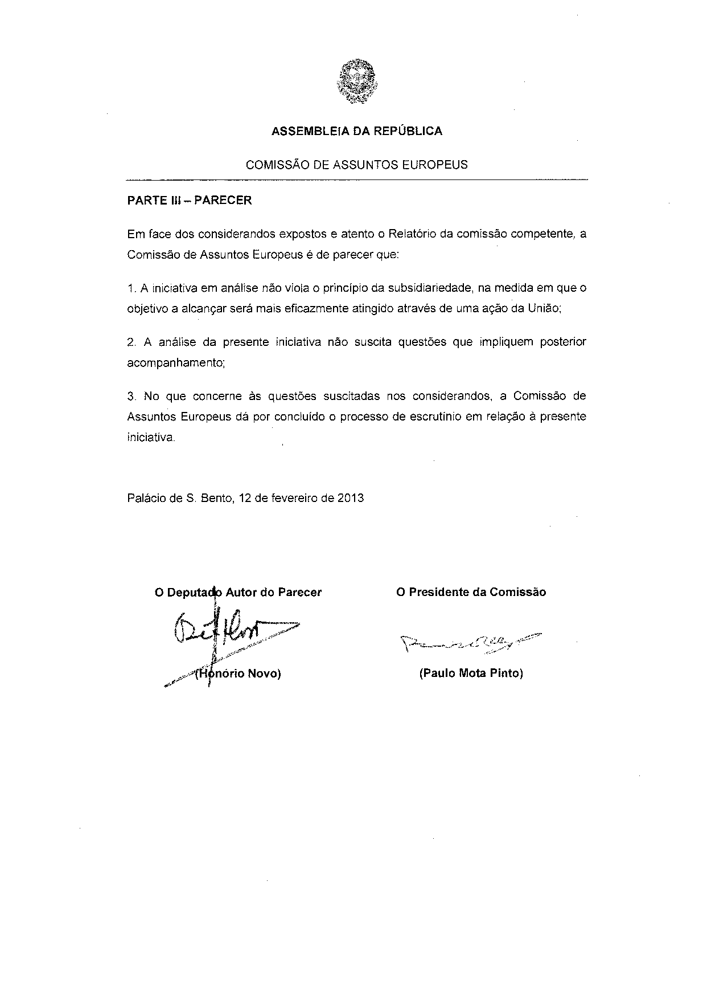 ASSEMBLEIA DA REPÚBLICA
COMISSÃO DE ASSUNTOS EUROPEUS
PARTE III – PARECER
Em face dos considerandos expostos e atento o Relatório da comissão competente, a
Comissão de Assuntos Europeus é de parecer que:
1. A iniciativa em análise não viola o princípio da subsidiariedade, na medida em que o
objetivo a alcançar será mais eficazmente atingido através de uma ação da União;
2. A análise da presente iniciativa não suscita questões que impliquem posterior
acompanhamento;
3. No que concerne às questões suscitadas nos considerandos, a Comissão de
Assuntos Europeus dá por concluído o processo de escrutínio em relação à presente
iniciativa.
Palácio de S. Bento, 12 de fevereiro de 2013
O Deputado Autor do Parecer O Presidente da Comissão
(Honório Novo) (Paulo Mota Pinto)